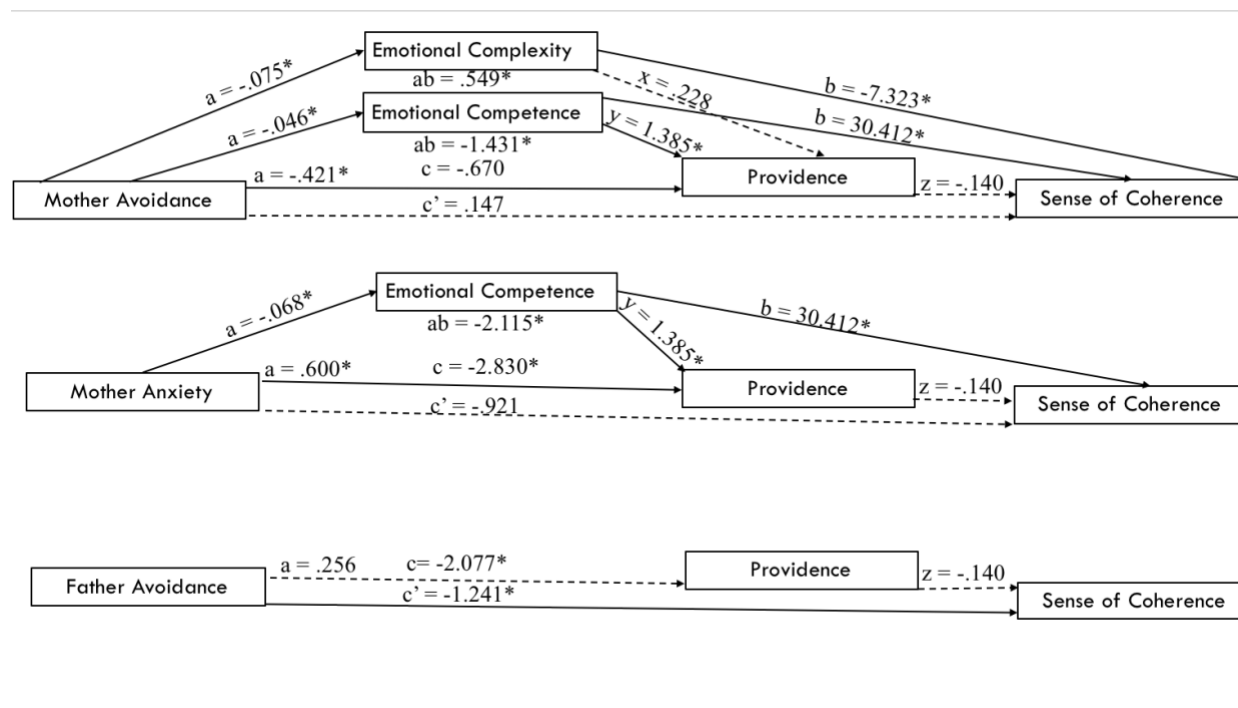 Emotional Complexity
a = -.075*
ab = .549*
x = .228
b = -7.323*
Emotional Competence
a = -.046*
ab = -1.431*
y = 1.385*
b = 30.412*
a = -.421*
c = -.670
Providence
z = -.140
Mother Avoidance
c’ = .147
Sense of Coherence
Emotional Competence
a = -.068*
ab = -2.115*
y = 1.385*
b = 30.412*
a = .600*
c = -2.830*
Providence
z = -.140
Mother Anxiety
c’ = -.921
Sense of Coherence
a = .256
c= -2.077*
Providence
z = -.140
Father Avoidance
c’ = -1.241*
Sense of Coherence